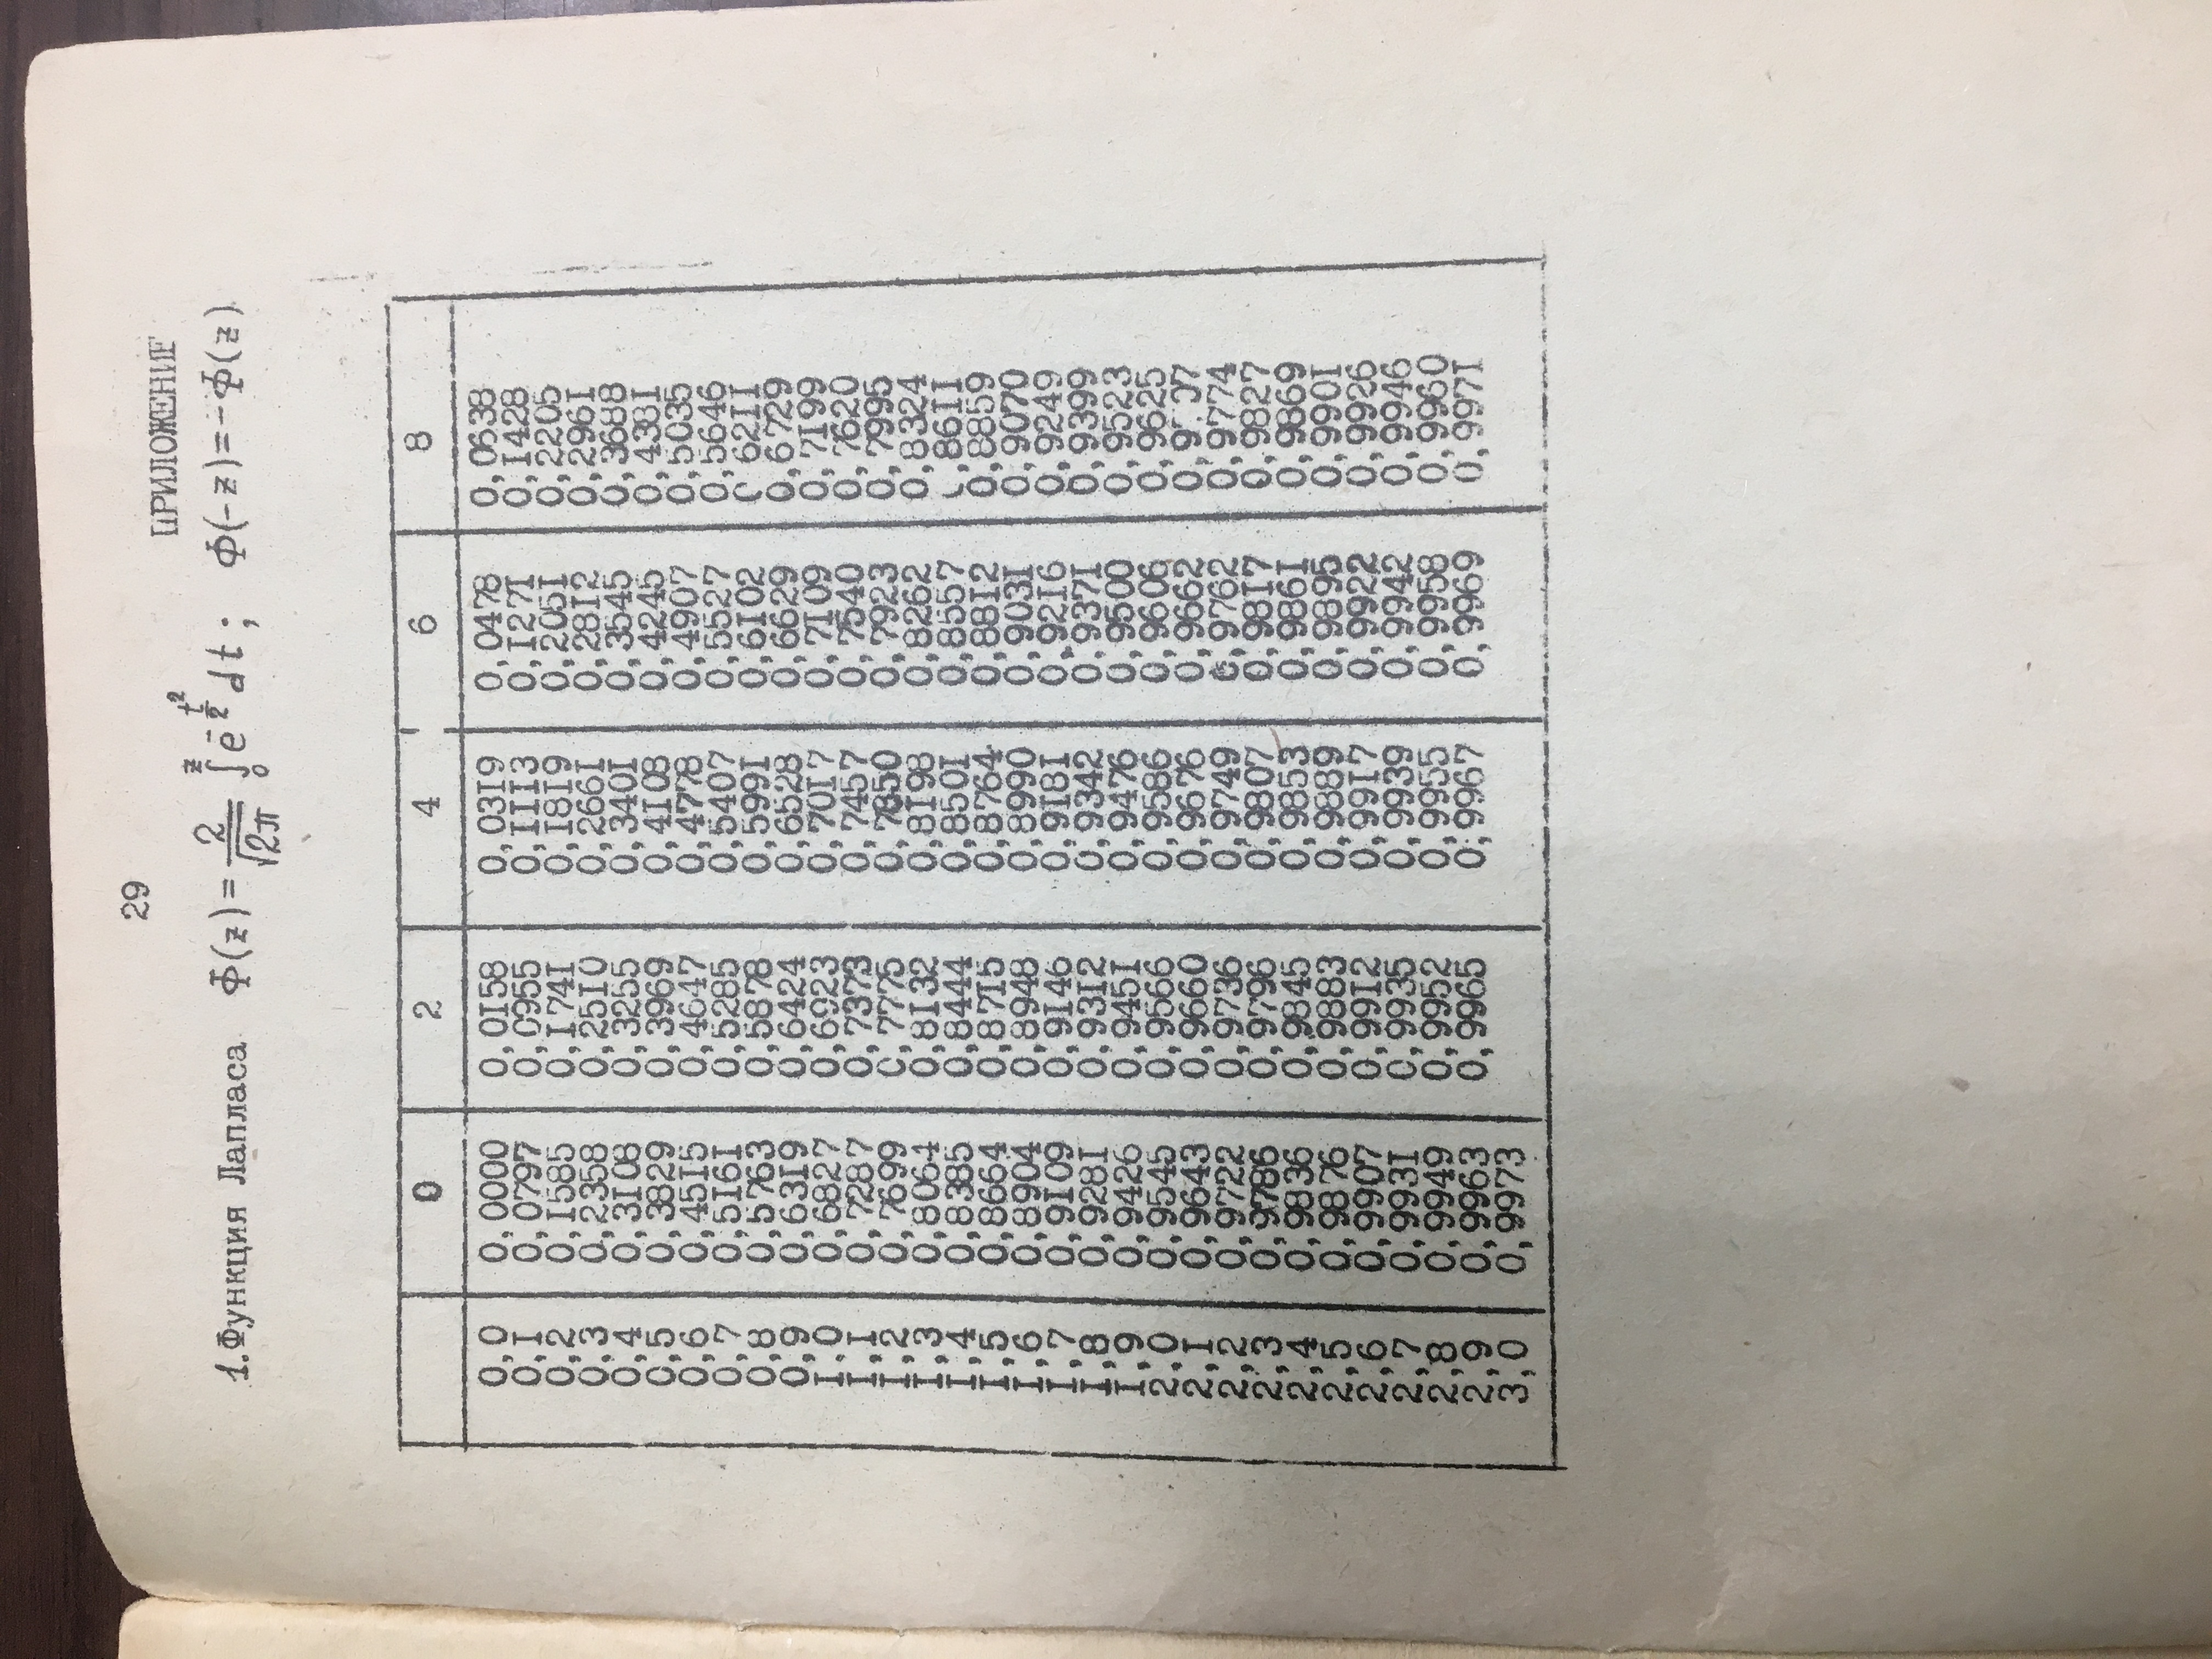 29
ПРИЛОЖЕНИЕ
1. Функция Лапласа Φ(z) = 2/√2π ∫₀ᶻ e^(-t²/2) dt ; Φ(-z)=-Φ(z)
0 2 4 6 8
0,0 0,0000 0,0I58 0,03I9 0,0478 0,0638
0,I 0,0797 0,0955 0,III3 0,I27I 0,I428
0,2 0,I585 0,I74I 0,I8I9 0,205I 0,2205
0,3 0,2358 0,25I0 0,266I 0,28I2 0,296I
0,4 0,3I08 0,3255 0,340I 0,3545 0,3688
0,5 0,3829 0,3969 0,4I08 0,4245 0,438I
0,6 0,45I5 0,4647 0,4778 0,4907 0,5035
0,7 0,5I6I 0,5285 0,5407 0,5527 0,5646
0,8 0,5763 0,5878 0,599I 0,6I02 0 62II
0,9 0,63I9 0,6424 0,6528 0,6629 0,6729
I,0 0,6827 0,6923 0,70I7 0,7I09 0,7I99
I,I 0,7287 0,7373 0,7457 0,7540 0,7620
I,2 0,7699 0,7775 0,7850 0,7923 0,7995
I,3 0,8064 0,8I32 0,8I98 0,8262 0,8324
I,4 0,8385 0,8444 0,850I 0,8557 ,86II
I,5 0,8664 0,87I5 0,8764 0,88I2 0,8859
I,6 0,8904 0,8948 0,8990 0,903I 0,9070
I,7 0,9I09 0,9I46 0,9I8I 0,92I6 0,9249
I,8 0,928I 0,93I2 0,9342 0,937I 0,9399
I,9 0,9426 0,945I 0,9476 0,9500 0,9523
2,0 0,9545 0,9566 0,9586 0,9606 0,9625
2,I 0,9643 0,9660 0,9676 0,9662
2,2 0,9722 0,9736 0,9749 0,9762 0,9774
2,3 0,9786 0,9796 0,9807 0,98I7 0,9827
2,4 0,9836 0,9845 0,9853 0,986I 0,9869
2,5 0,9876 0,9883 0,9889 0,9895 0,990I
2,6 0,9907 0,99I2 0,99I7 0,9922 0,9926
2,7 0,993I 0,9935 0,9939 0,9942 0,9946
2,8 0,9949 0,9952 0,9955 0,9958 0,9960
2,9 0,9963 0,9965 0,9967 0,9969 0,997I
3,0 0,9973